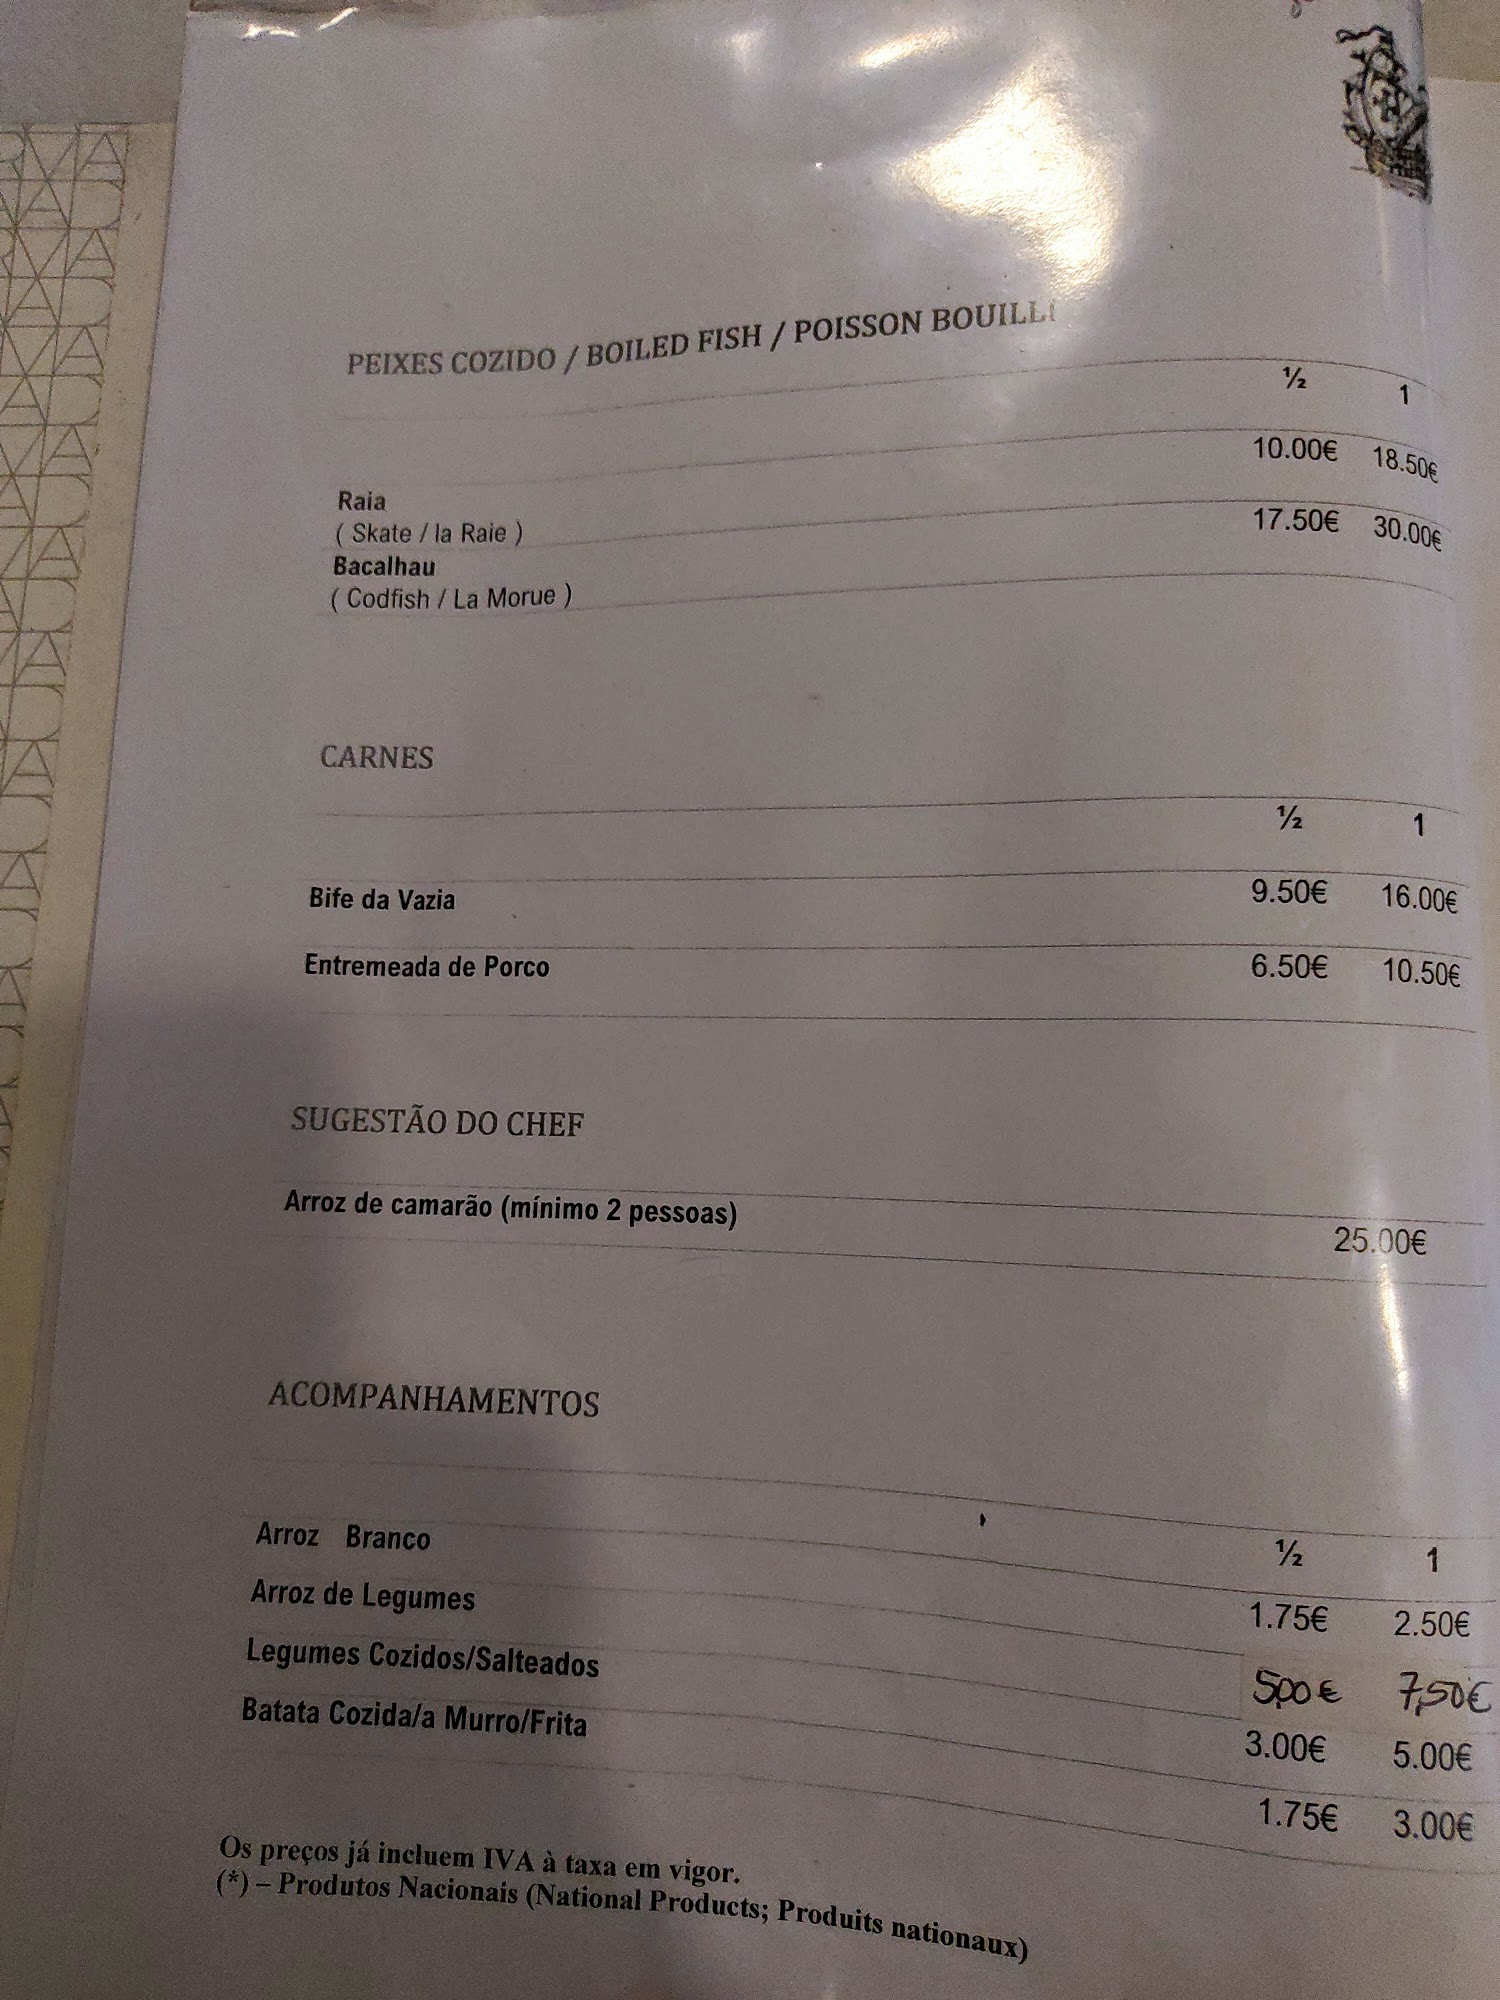 PEIXES COZIDO / BOILED FISH / POISSON BOUILLI
½ 1
10.00€ 18.50€
Raia
( Skate / la Raie )
17.50€ 30.00€
Bacalhau
( Codfish / La Morue )
CARNES
½ 1
Bife da Vazia 9.50€ 16.00€
Entremeada de Porco 6.50€ 10.50€
SUGESTÃO DO CHEF
Arroz de camarão (mínimo 2 pessoas) 25.00€
ACOMPANHAMENTOS
½ 1
Arroz Branco 1.75€ 2.50€
Arroz de Legumes 5,00€ 7,50€
Legumes Cozidos/Salteados 3.00€ 5.00€
Batata Cozida/a Murro/Frita 1.75€ 3.00€
Os preços já incluem IVA à taxa em vigor.
(*) – Produtos Nacionais (National Products; Produits nationaux)